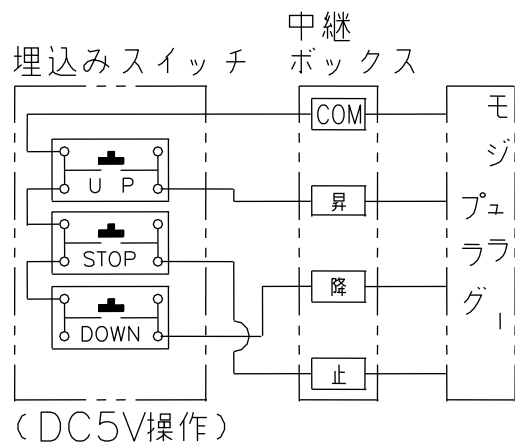 中継
埋込みスイッチ
ボックス
COM
UP
昇
STOP
降
DOWN
止
モジュラー
プラグ
(DC5V操作)